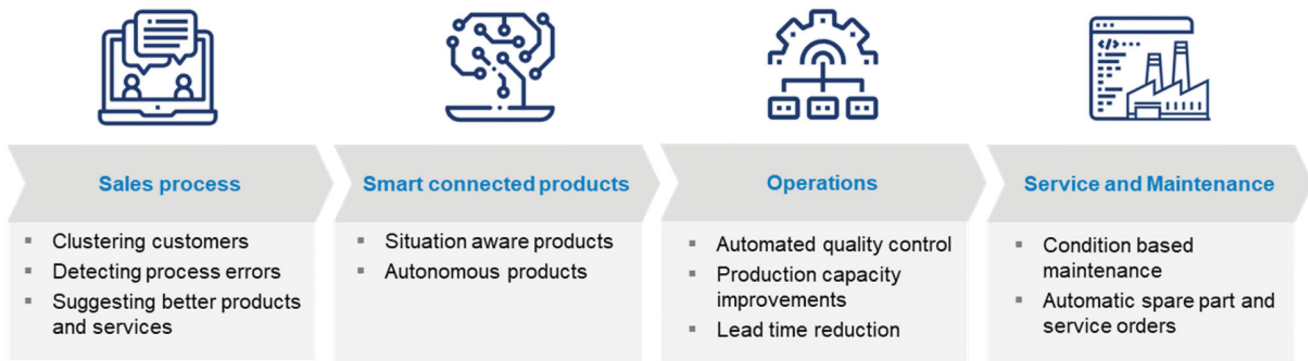 Sales process
Smart connected products
Operations
Service and Maintenance
▪ Clustering customers
▪ Detecting process errors
▪ Suggesting better products
and services
▪ Situation aware products
▪ Autonomous products
▪ Automated quality control
▪ Production capacity
improvements
▪ Lead time reduction
▪ Condition based
maintenance
▪ Automatic spare part and
service orders